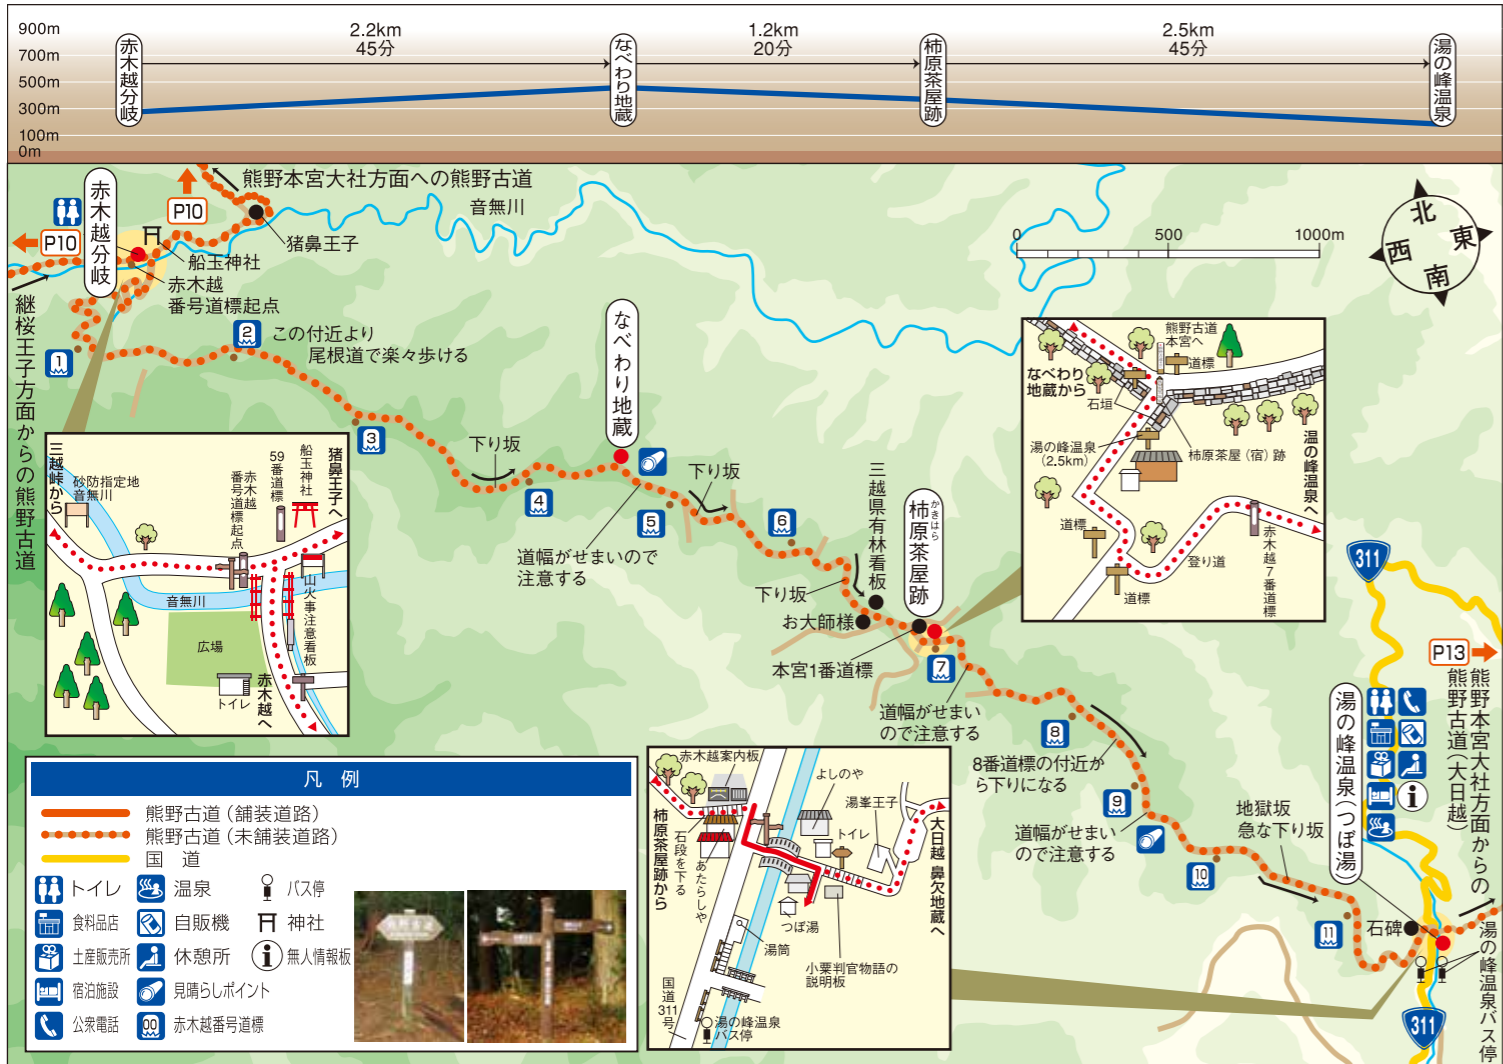 900m
700m
500m
300m
100m
0m
赤木越分岐
2.2km
45分
なべわり地蔵
1.2km
20分
柿原茶屋跡
2.5km
45分
湯の峰温泉
熊野本宮大社方面への熊野古道
音無川
P10
P10
赤木越分岐
猪鼻王子
船玉神社
赤木越
番号道標起点
継桜王子方面からの熊野古道
1
2
この付近より
尾根道で楽々歩ける
3
下り坂
なべわり地蔵
4
5
下り坂
道幅がせまいので
注意する
6
下り坂
三越県有林看板
お大師様
かきはら
柿原茶屋跡
本宮1番道標
7
道幅がせまい
ので注意する
8
8番道標の付近か
ら下りになる
9
道幅がせまい
ので注意する
10
地獄坂
急な下り坂
11
石碑
湯の峰温泉(つぼ湯)
P13
熊野本宮大社方面からの
熊野古道(大日越)
湯の峰温泉バス停
311
311
0
500
1000m
北
東
西
南
三越峠から
砂防指定地
音無川
赤木越
番号道標起点
59番道標
船玉神社
猪鼻王子へ
音無川
広場
トイレ
山火事注意看板
赤木越へ
熊野古道
本宮へ
道標
なべわり
地蔵から
石垣
湯の峰温泉
(2.5km)
柿原茶屋(宿)跡
温の峰温泉へ
道標
道標
登り道
赤木越7番道標
赤木越案内板
よしのや
湯峯王子
トイレ
柿原茶屋跡から
石段を下る
あたらしや
つぼ湯
湯筒
小栗判官物語の
説明板
大日越 鼻欠地蔵へ
国道311号
湯の峰温泉
バス停
凡 例
熊野古道(舗装道路)
熊野古道(未舗装道路)
国 道
トイレ
温泉
バス停
食料品店
自販機
神社
土産販売所
休憩所
無人情報板
宿泊施設
見晴らしポイント
公衆電話
00
赤木越番号道標